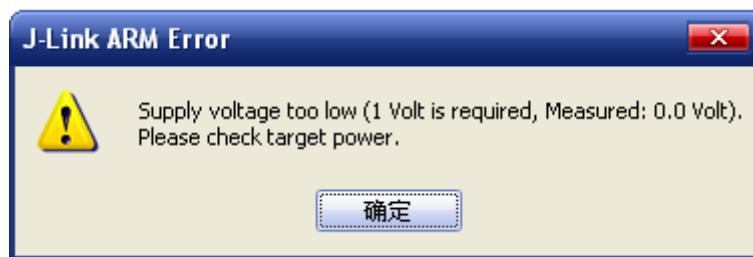 J-Link ARM Error
Supply voltage too low (1 Volt is required, Measured: 0.0 Volt).
Please check target power.
确定